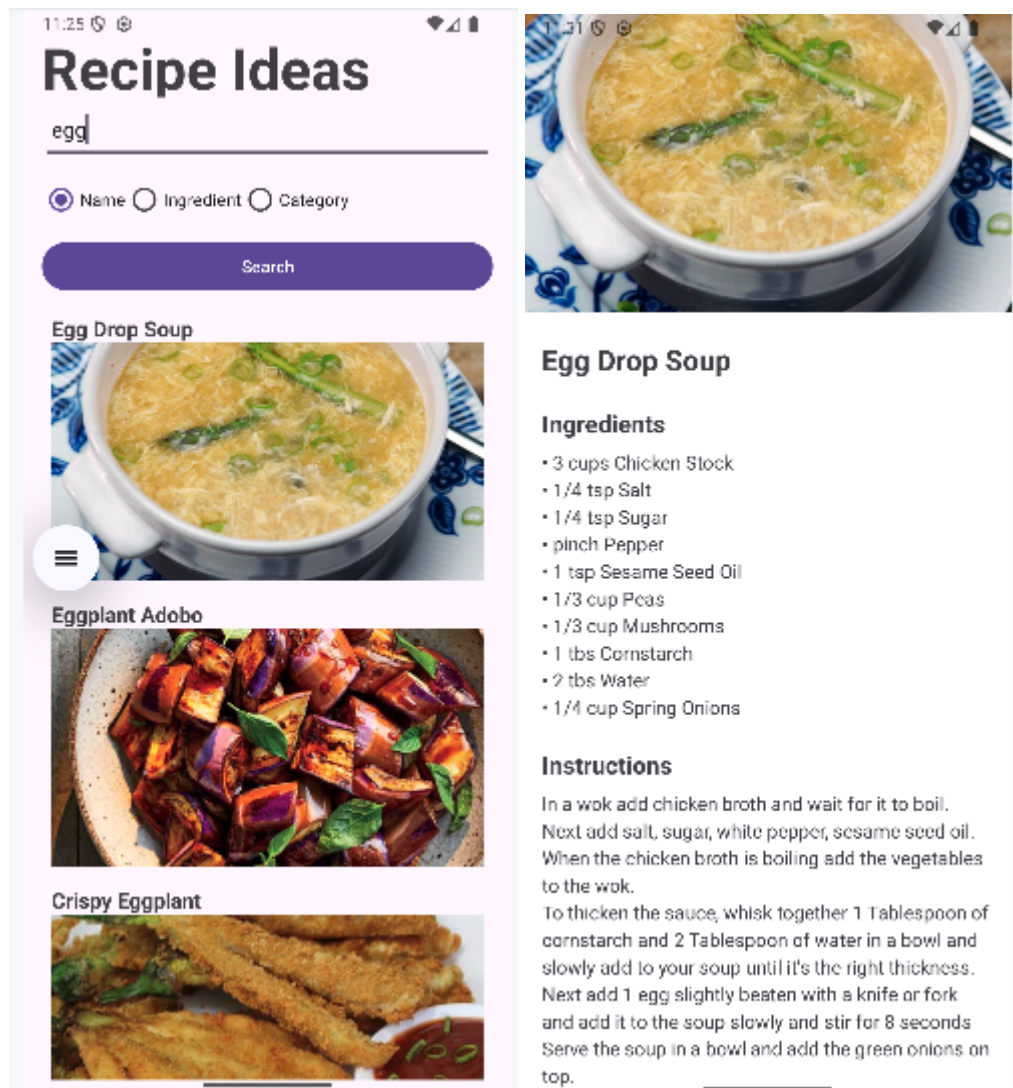 11:25
Recipe Ideas
egg
Name Ingredient Category
Search
Egg Drop Soup
Eggplant Adobo
Crispy Eggplant
Egg Drop Soup
Ingredients
• 3 cups Chicken Stock
• 1/4 tsp Salt
• 1/4 tsp Sugar
• pinch Pepper
• 1 tsp Sesame Seed Oil
• 1/3 cup Peas
• 1/3 cup Mushrooms
• 1 tbs Cornstarch
• 2 tbs Water
• 1/4 cup Spring Onions
Instructions
In a wok add chicken broth and wait for it to boil.
Next add salt, sugar, white pepper, sesame seed oil.
When the chicken broth is boiling add the vegetables
to the wok.
To thicken the sauce, whisk together 1 Tablespoon of
cornstarch and 2 Tablespoon of water in a bowl and
slowly add to your soup until it's the right thickness.
Next add 1 egg slightly beaten with a knife or fork
and add it to the soup slowly and stir for 8 seconds
Serve the soup in a bowl and add the green onions on
top.